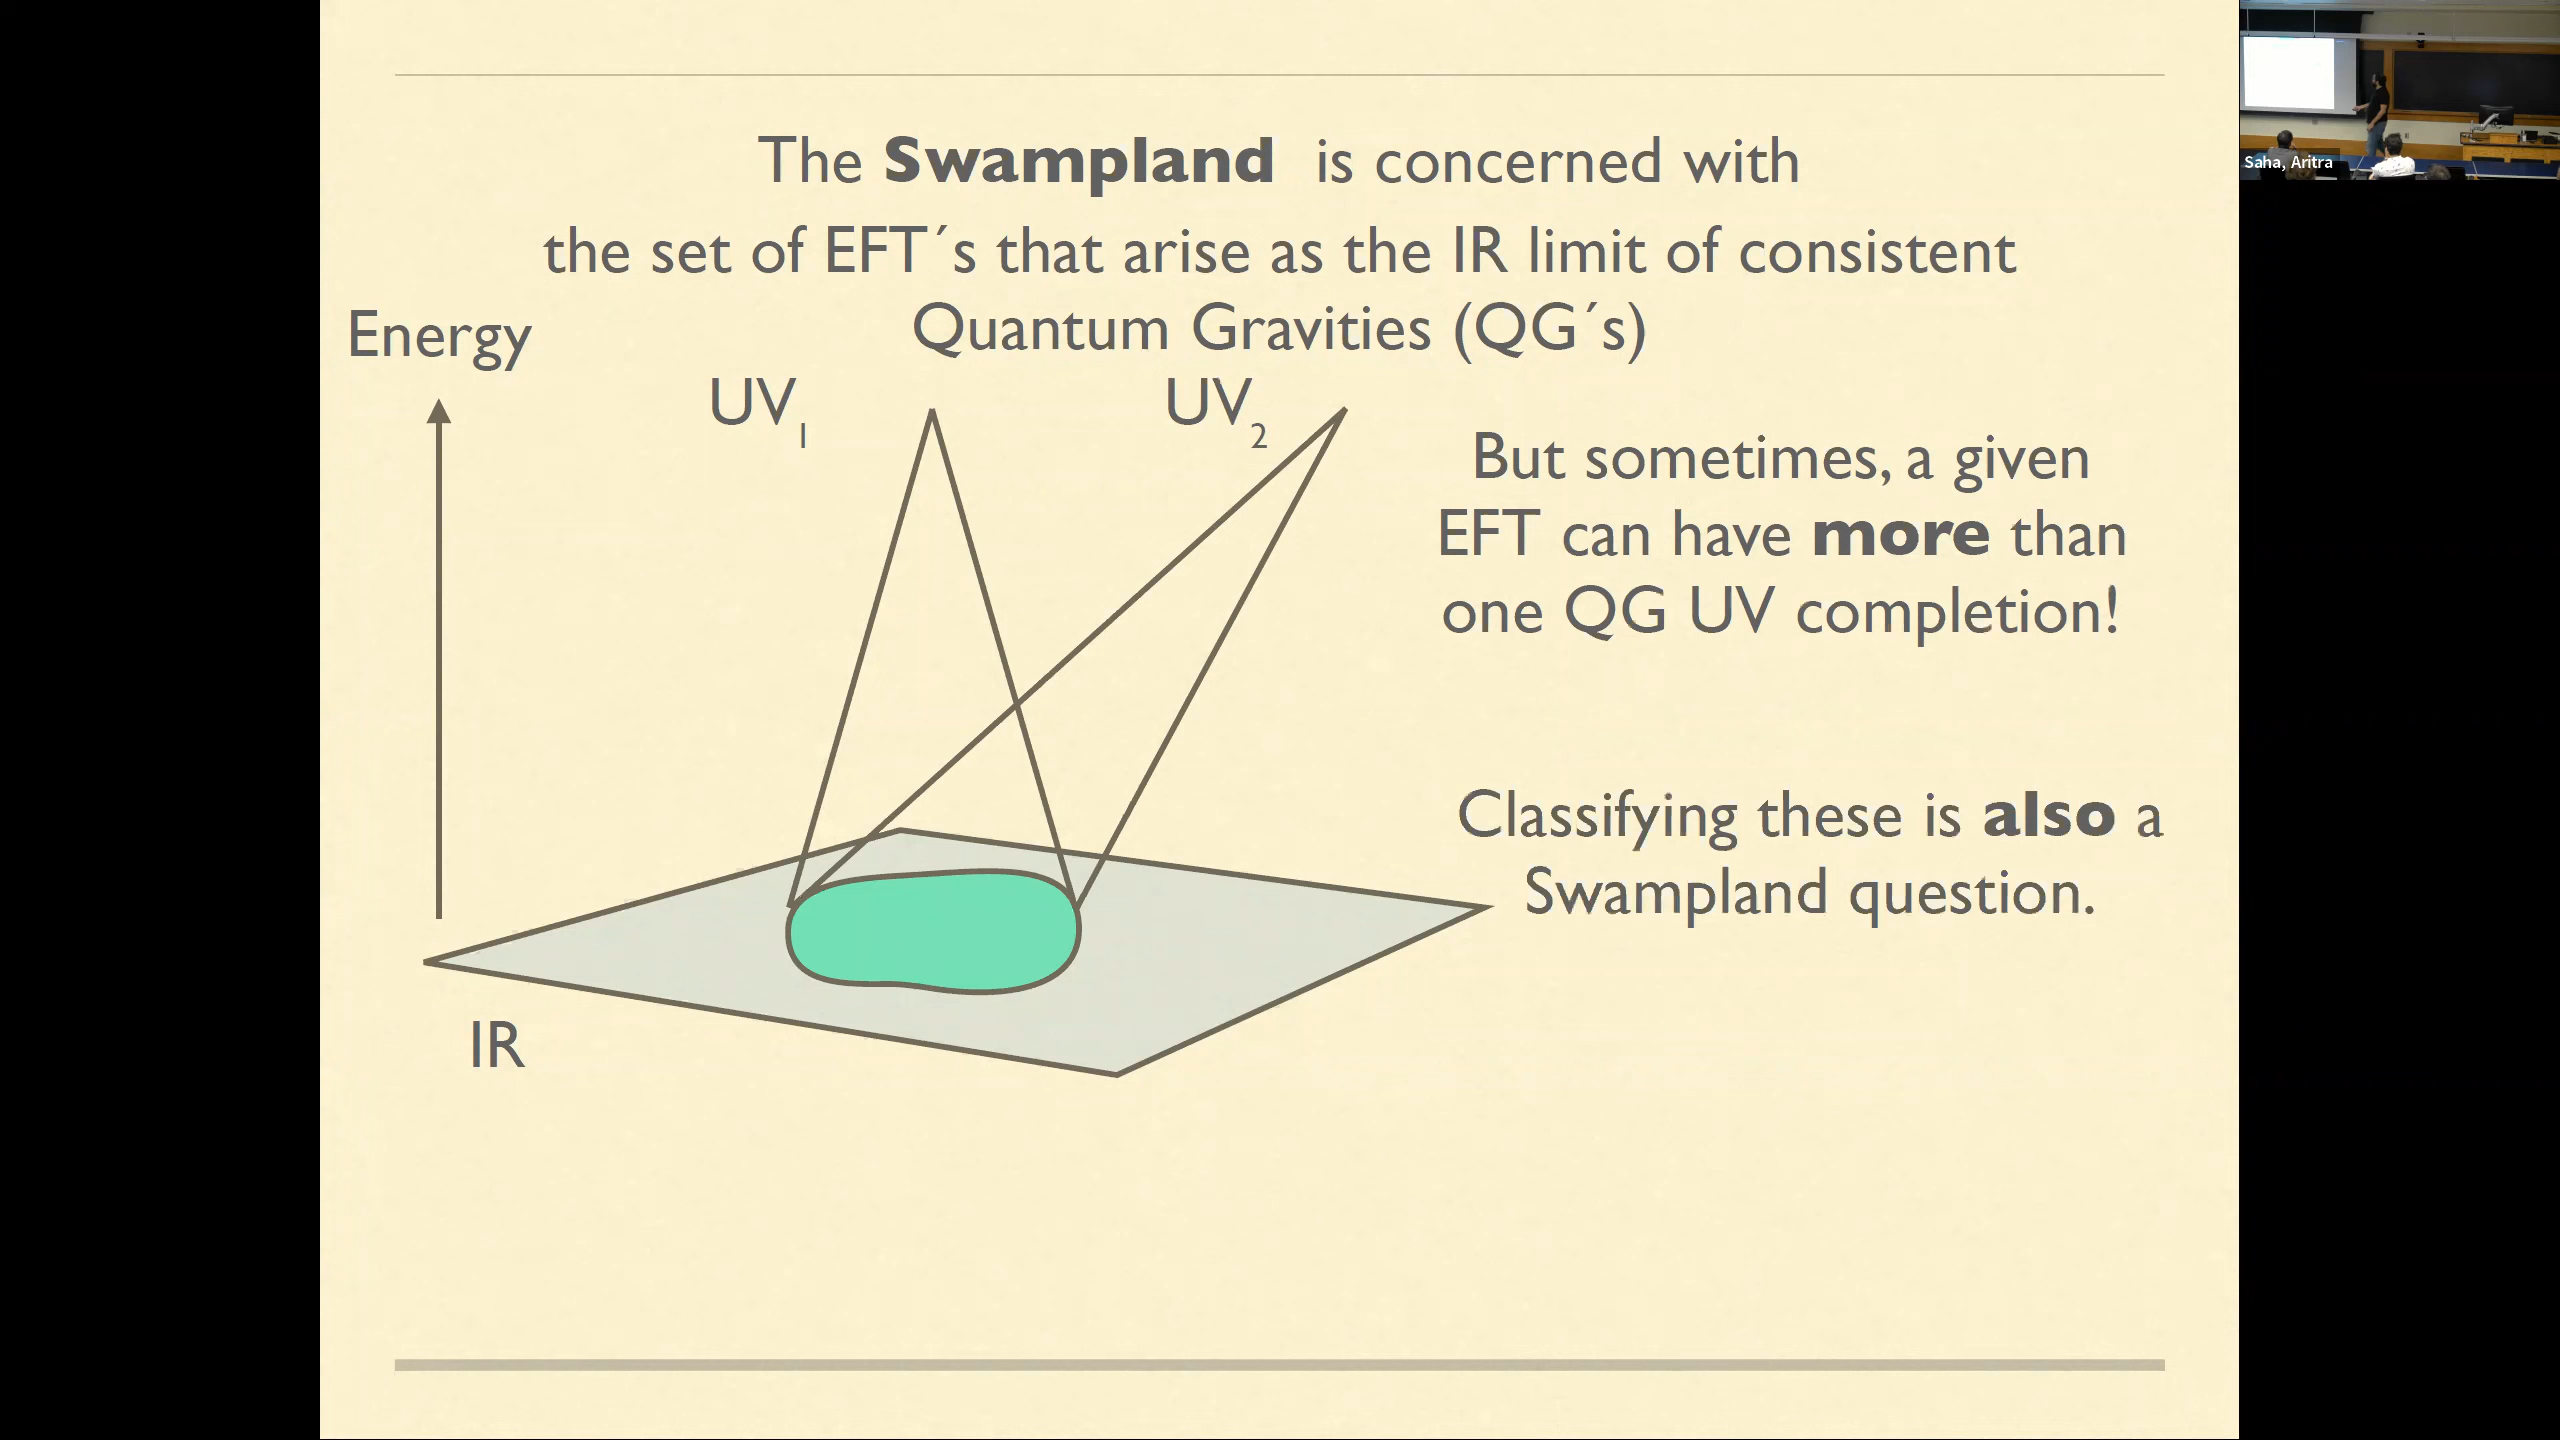 The Swampland is concerned with
the set of EFT´s that arise as the IR limit of consistent
Quantum Gravities (QG´s)
Energy
UV1
UV2
But sometimes, a given
EFT can have more than
one QG UV completion!
Classifying these is also a
Swampland question.
IR
Saha, Aritra